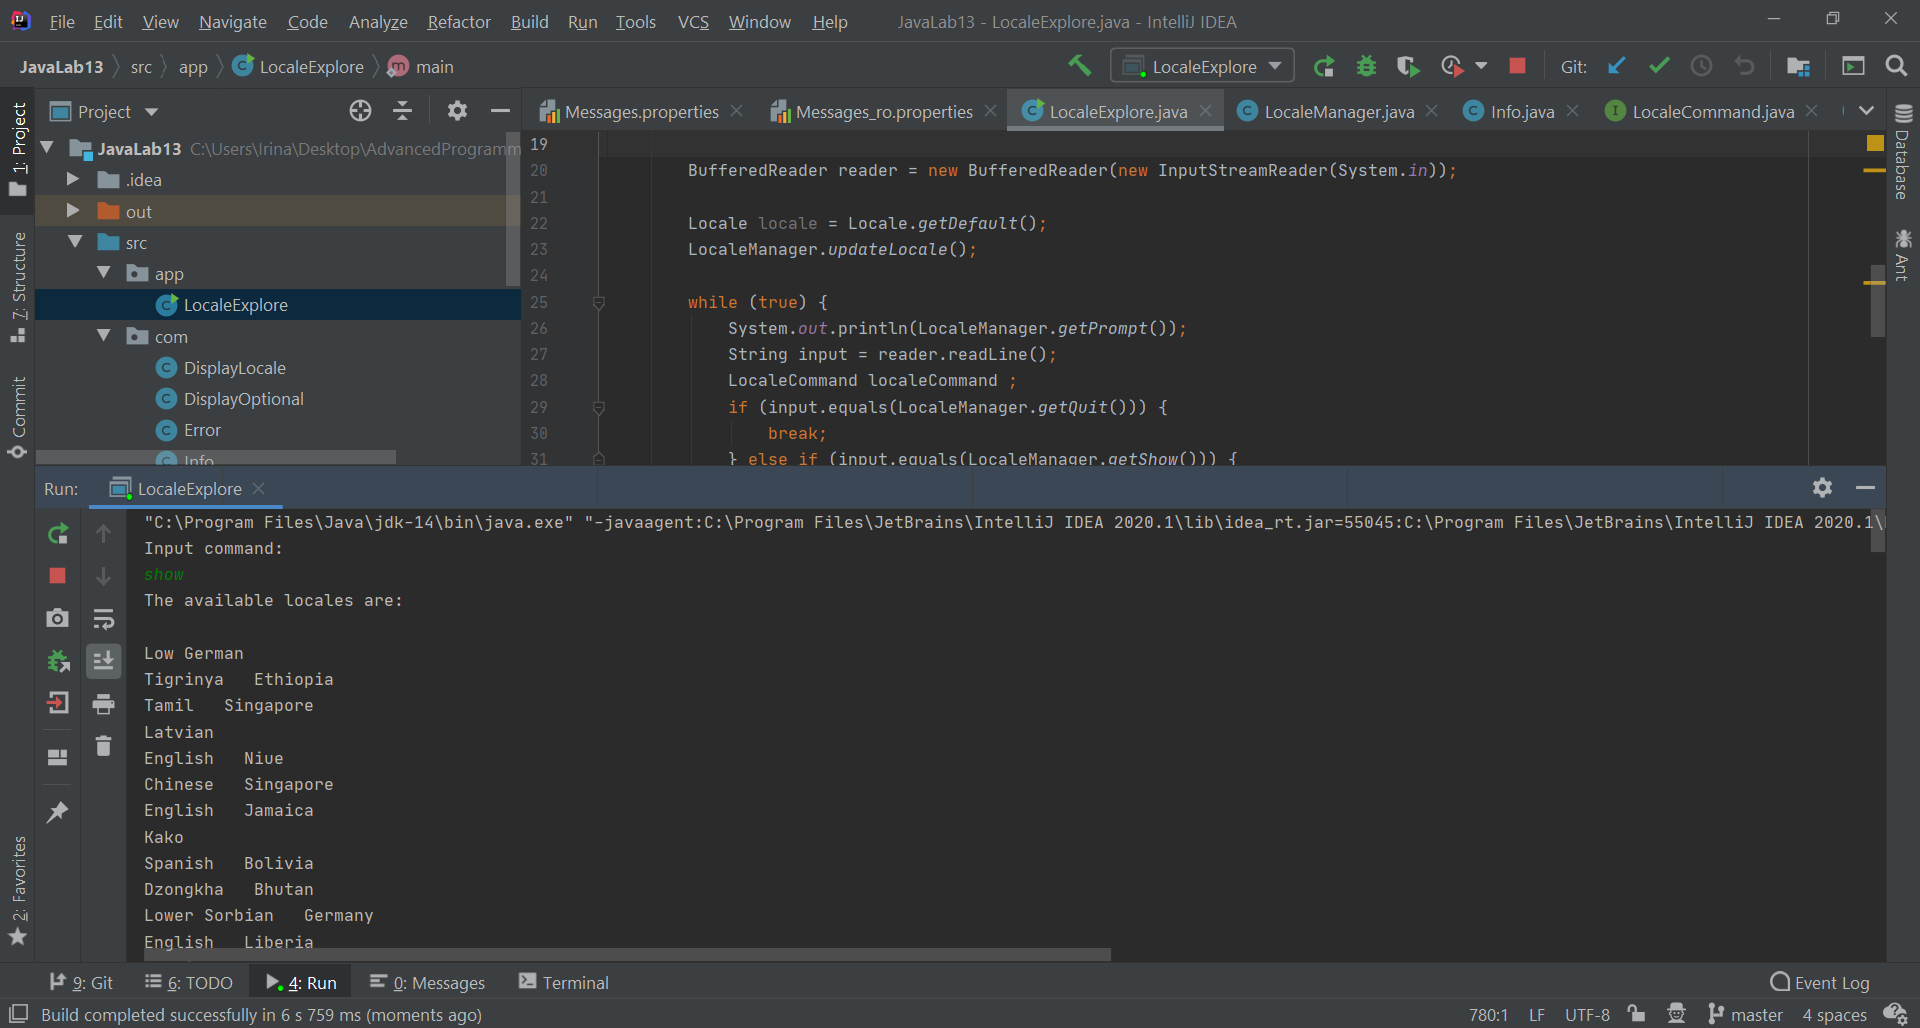 File Edit View Navigate Code Analyze Refactor Build Run Tools VCS Window Help JavaLab13 - LocaleExplore.java - IntelliJ IDEA
JavaLab13 src app LocaleExplore main LocaleExplore Git:
1: Project
7: Structure
Commit
2: Favorites
Project
JavaLab13 C:\Users\Irina\Desktop\AdvancedProgramm
.idea
out
src
app
LocaleExplore
com
DisplayLocale
DisplayOptional
Error
Info
Messages.properties Messages_ro.properties LocaleExplore.java LocaleManager.java Info.java LocaleCommand.java
19
20 BufferedReader reader = new BufferedReader(new InputStreamReader(System.in));
21
22 Locale locale = Locale.getDefault();
23 LocaleManager.updateLocale();
24
25 while (true) {
26 System.out.println(LocaleManager.getPrompt());
27 String input = reader.readLine();
28 LocaleCommand localeCommand ;
29 if (input.equals(LocaleManager.getQuit())) {
30 break;
31 } else if (input.equals(LocaleManager.getShow())) {
Database
Ant
Run: LocaleExplore
"C:\Program Files\Java\jdk-14\bin\java.exe" "-javaagent:C:\Program Files\JetBrains\IntelliJ IDEA 2020.1\lib\idea_rt.jar=55045:C:\Program Files\JetBrains\IntelliJ IDEA 2020.1\
Input command:
show
The available locales are:
Low German
Tigrinya Ethiopia
Tamil Singapore
Latvian
English Niue
Chinese Singapore
English Jamaica
Kako
Spanish Bolivia
Dzongkha Bhutan
Lower Sorbian Germany
English Liberia
9: Git 6: TODO 4: Run 0: Messages Terminal Event Log
Build completed successfully in 6 s 759 ms (moments ago) 780:1 LF UTF-8 master 4 spaces